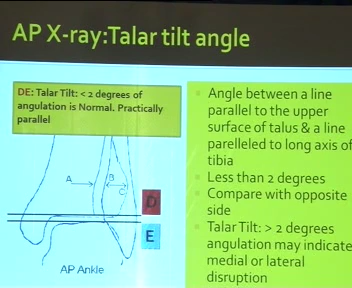 AP X-ray:Talar tilt angle
DE: Talar Tilt: < 2 degrees of
angulation is Normal. Practically
parallel
A
B
C
D
E
AP Ankle
Angle between a line
parallel to the upper
surface of talus & a line
parelleled to long axis of
tibia
Less than 2 degrees
Compare with opposite
side
Talar Tilt: > 2 degrees
angulation may indicate
medial or lateral
disruption